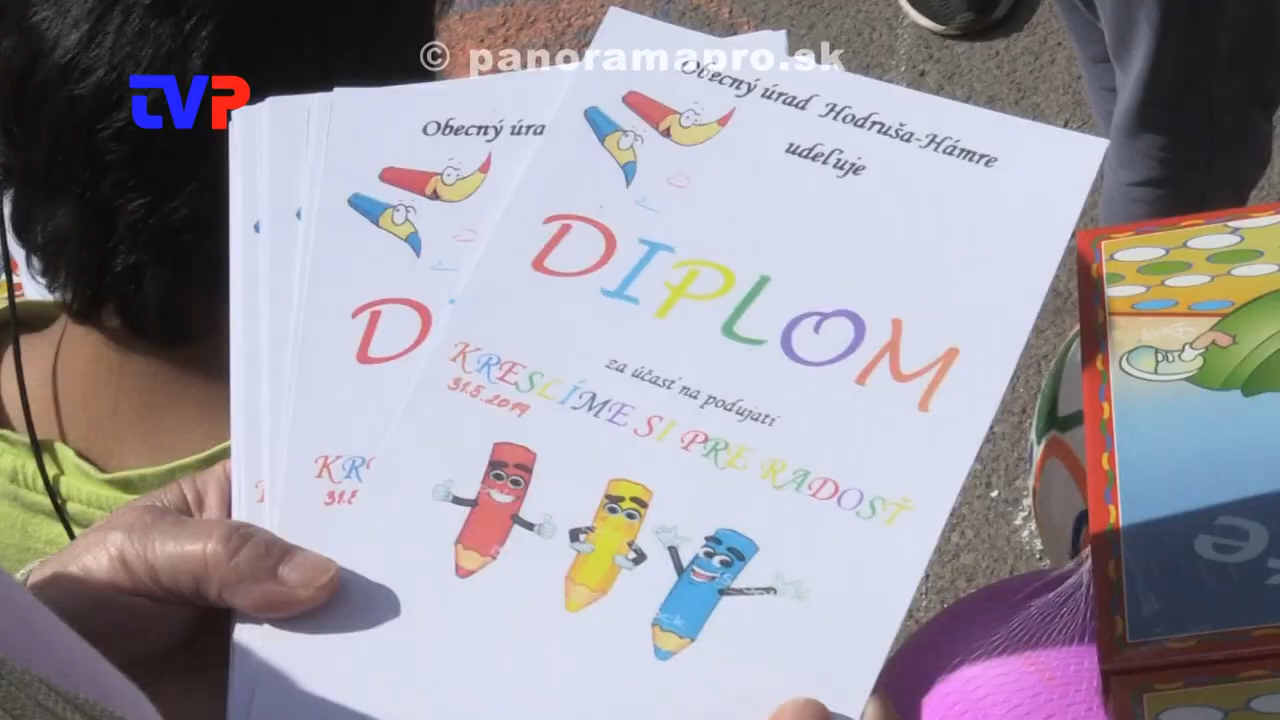 © panoramapro.sk
TVP
Obecný úrad Hodruša-Hámre
udeľuje
DIPLOM
za účasť na podujatí
KRESLÍME SI PRE RADOSŤ
31.5.2019
Obecný úra
D
KR
31.5